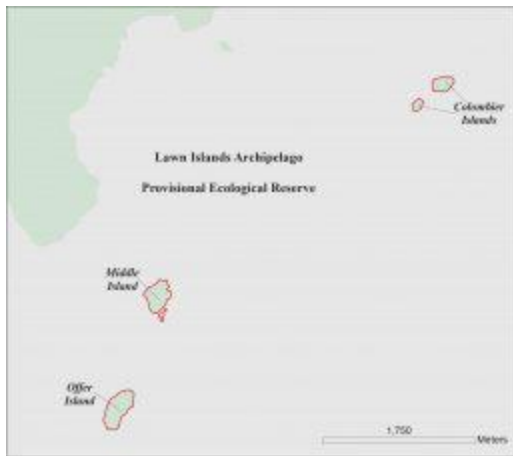 Colombier
Islands
Lawn Islands Archipelago
Provisional Ecological Reserve
Middle
Island
Offer
Island
1,750
Meters